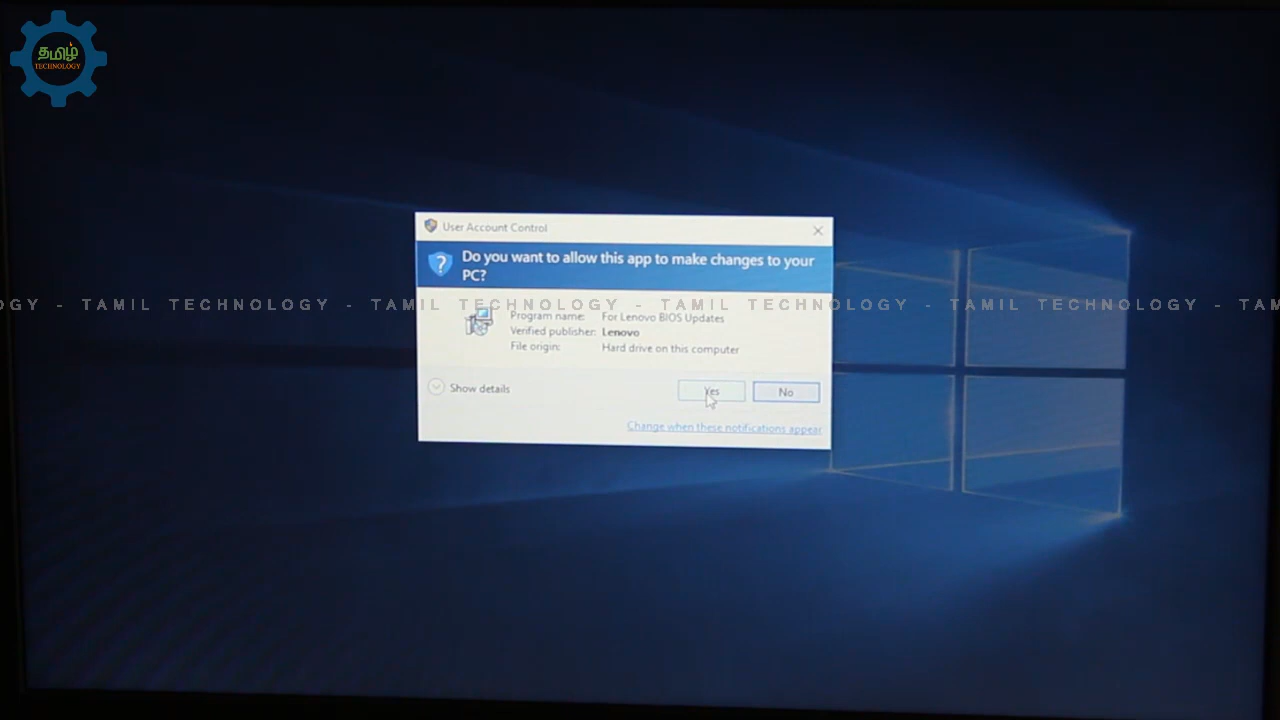 தமிழ்
TECHNOLOGY
User Account Control
Do you want to allow this app to make changes to your
PC?
OGY - TAMIL TECHNOLOGY - TAMIL TECHNOLOGY - TAMIL TECHNOLOGY - TAMIL TECHNOLOGY - TAM
Program name: For Lenovo BIOS Updates
Verified publisher: Lenovo
File origin: Hard drive on this computer
Show details
Yes
No
Change when these notifications appear